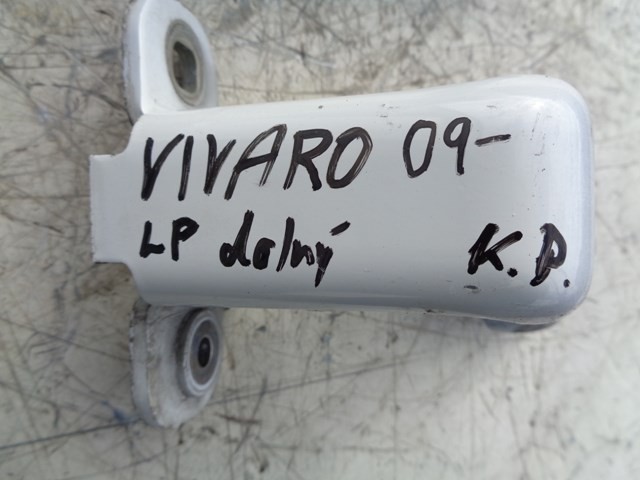 VIVARO 09-
LP dolný K.D.